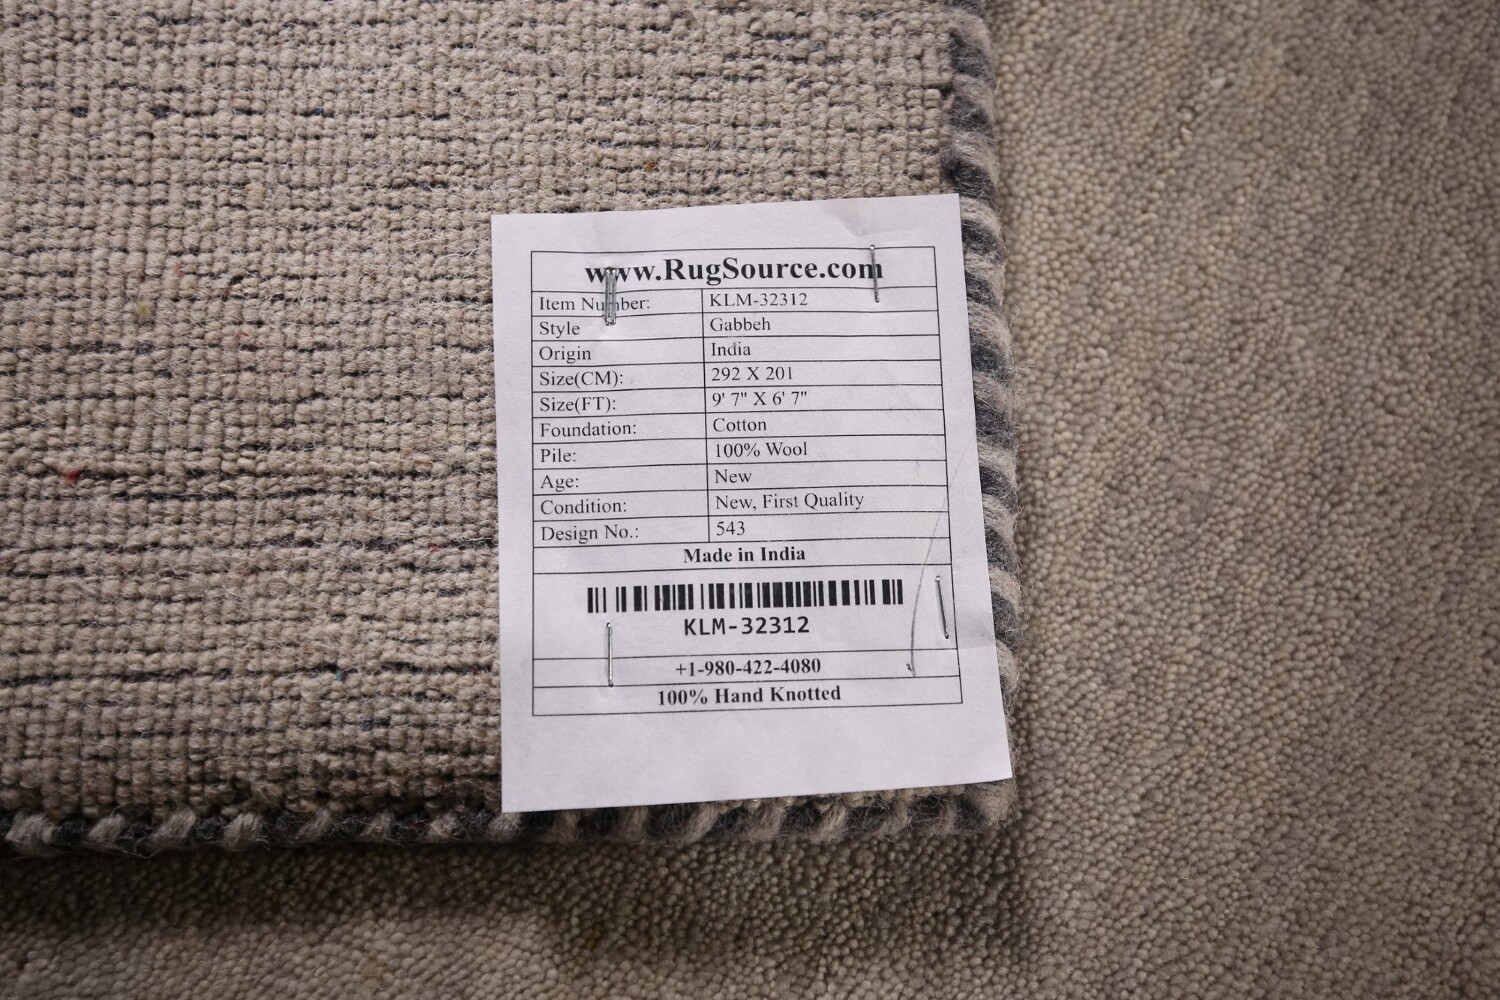 www.RugSource.com
Item Number: KLM-32312
Style Gabbeh
Origin India
Size(CM): 292 X 201
Size(FT): 9' 7" X 6' 7"
Foundation: Cotton
Pile: 100% Wool
Age: New
Condition: New, First Quality
Design No.: 543
Made in India
KLM-32312
+1-980-422-4080
100% Hand Knotted